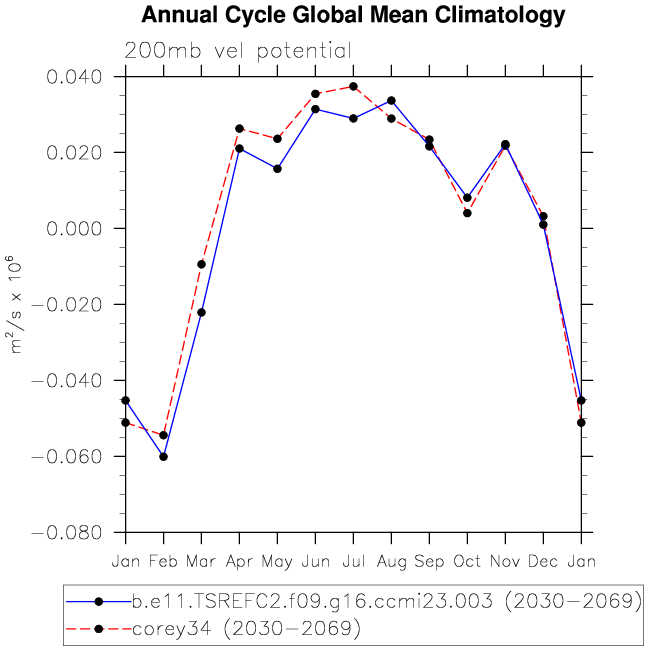 Annual Cycle Global Mean Climatology
200mb vel potential
0.040
0.020
0.000
−0.020
−0.040
−0.060
−0.080
m²/s x 10⁶
Jan Feb Mar Apr May Jun Jul Aug Sep Oct Nov Dec Jan
b.e11.TSREFC2.f09.g16.ccmi23.003 (2030−2069)
corey34 (2030−2069)